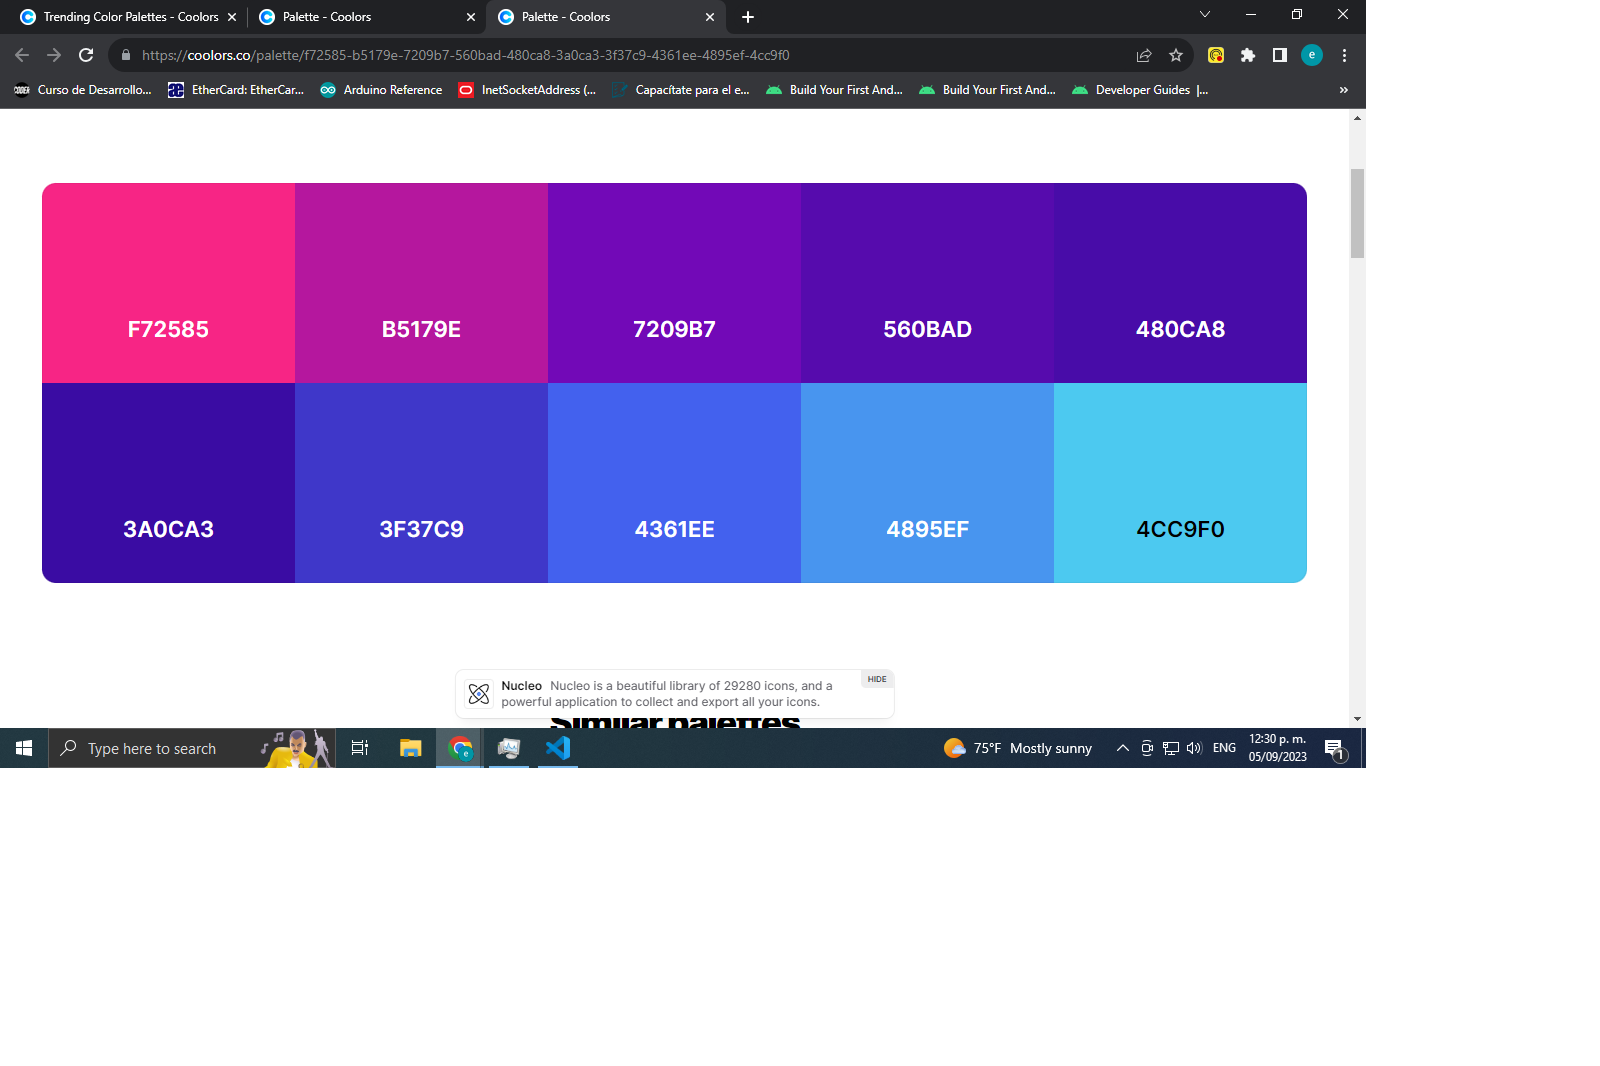 Trending Color Palettes - Coolors
Palette - Coolors
Palette - Coolors
https://coolors.co/palette/f72585-b5179e-7209b7-560bad-480ca8-3a0ca3-3f37c9-4361ee-4895ef-4cc9f0
e
CODER Curso de Desarrollo...
EtherCard: EtherCar...
Arduino Reference
InetSocketAddress (...
Capacítate para el e...
Build Your First And...
Build Your First And...
Developer Guides |...
»
F72585
B5179E
7209B7
560BAD
480CA8
3A0CA3
3F37C9
4361EE
4895EF
4CC9F0
Nucleo Nucleo is a beautiful library of 29280 icons, and a
powerful application to collect and export all your icons.
HIDE
Similar palettes
Type here to search
e
75°F Mostly sunny
ENG
12:30 p. m.
05/09/2023
1